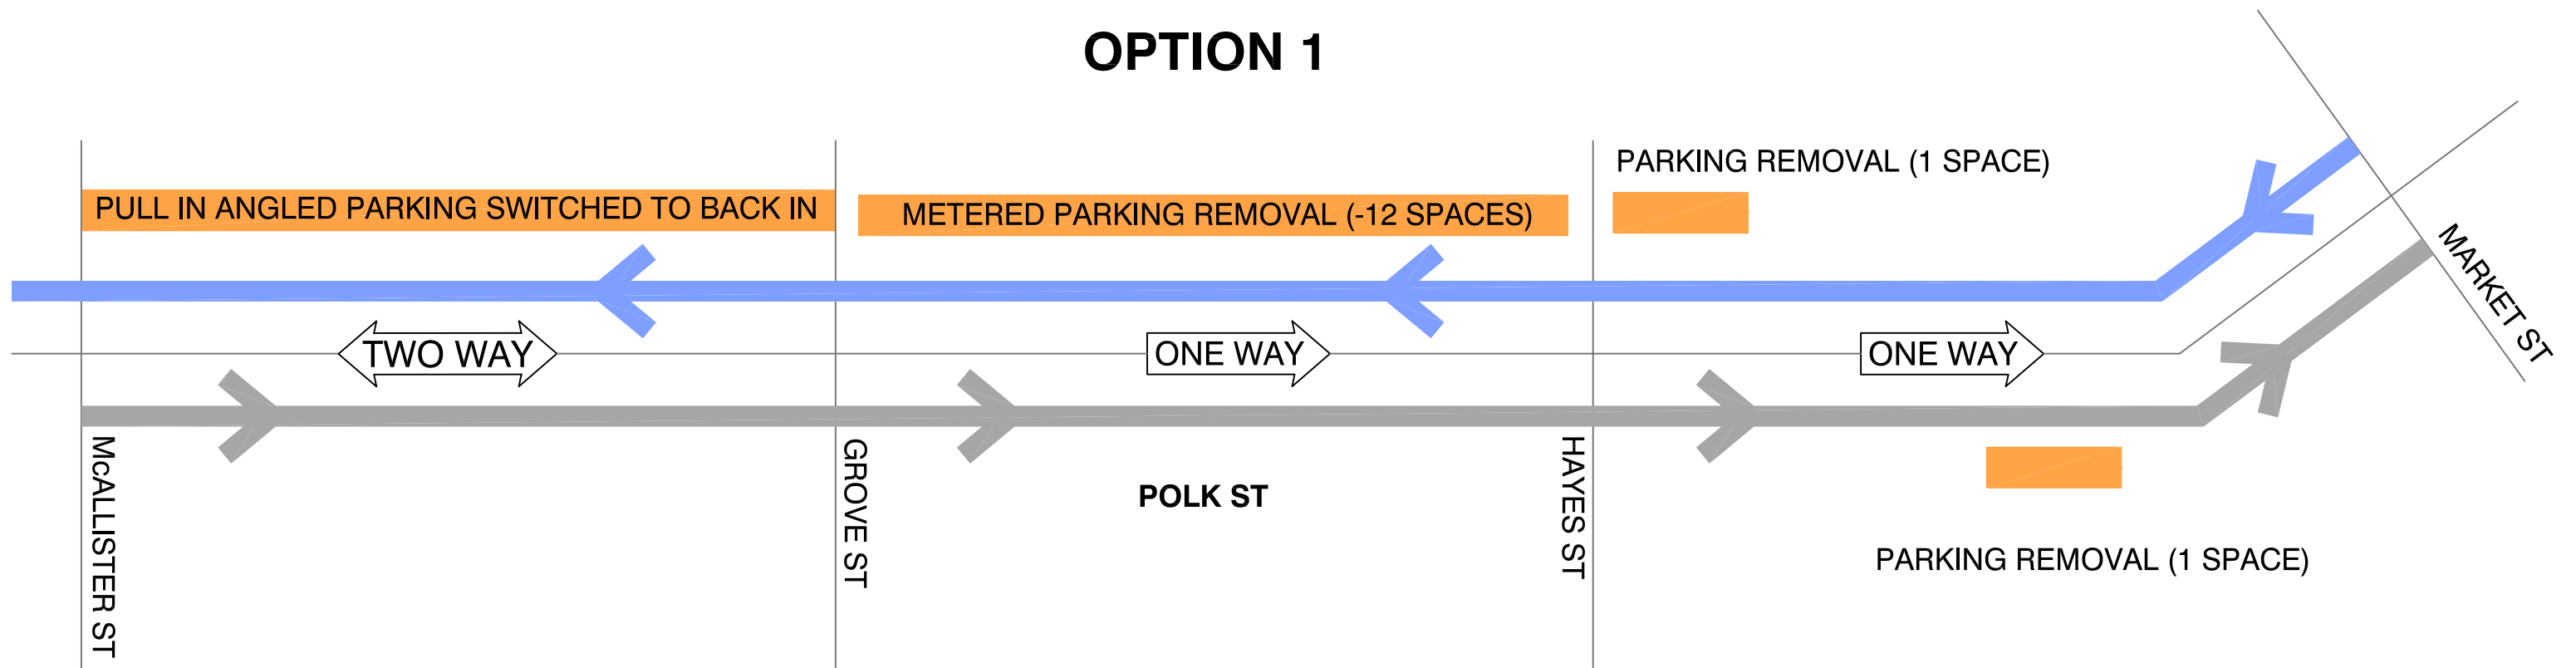 OPTION 1
PARKING REMOVAL (1 SPACE)
PULL IN ANGLED PARKING SWITCHED TO BACK IN
METERED PARKING REMOVAL (-12 SPACES)
MARKET ST
TWO WAY
ONE WAY
ONE WAY
McALLISTER ST
GROVE ST
POLK ST
HAYES ST
PARKING REMOVAL (1 SPACE)